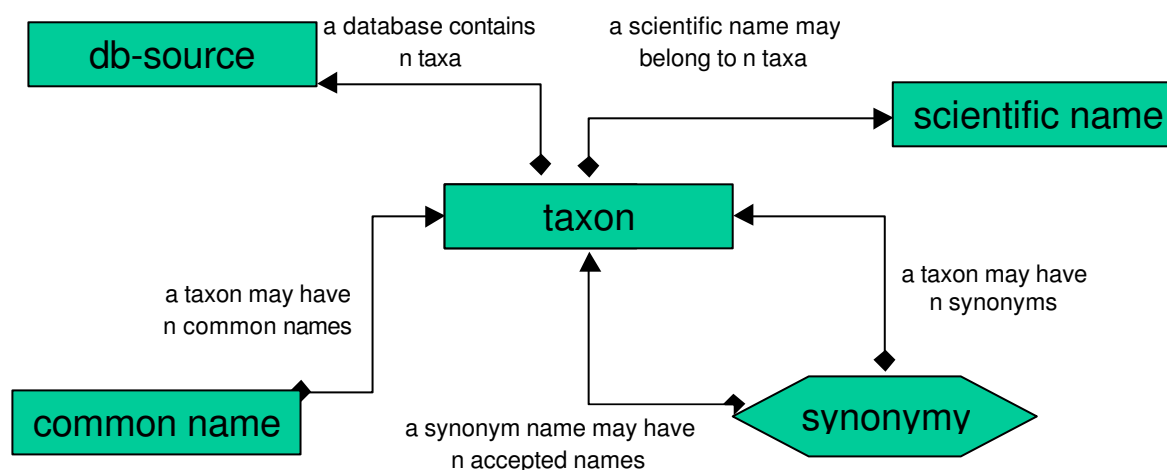 db-source
a database contains
n taxa
a scientific name may
belong to n taxa
scientific name
taxon
a taxon may have
n common names
a taxon may have
n synonyms
common name
a synonym name may have
n accepted names
synonymy